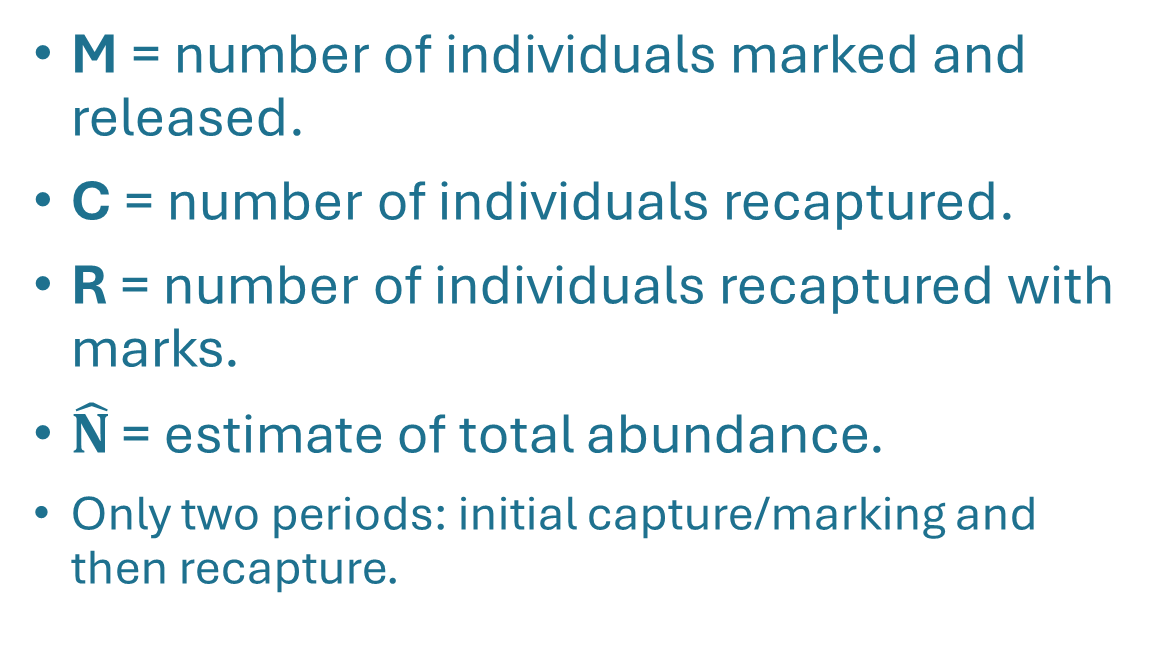 • M = number of individuals marked and
released.
• C = number of individuals recaptured.
• R = number of individuals recaptured with
marks.
• N̂ = estimate of total abundance.
• Only two periods: initial capture/marking and
then recapture.